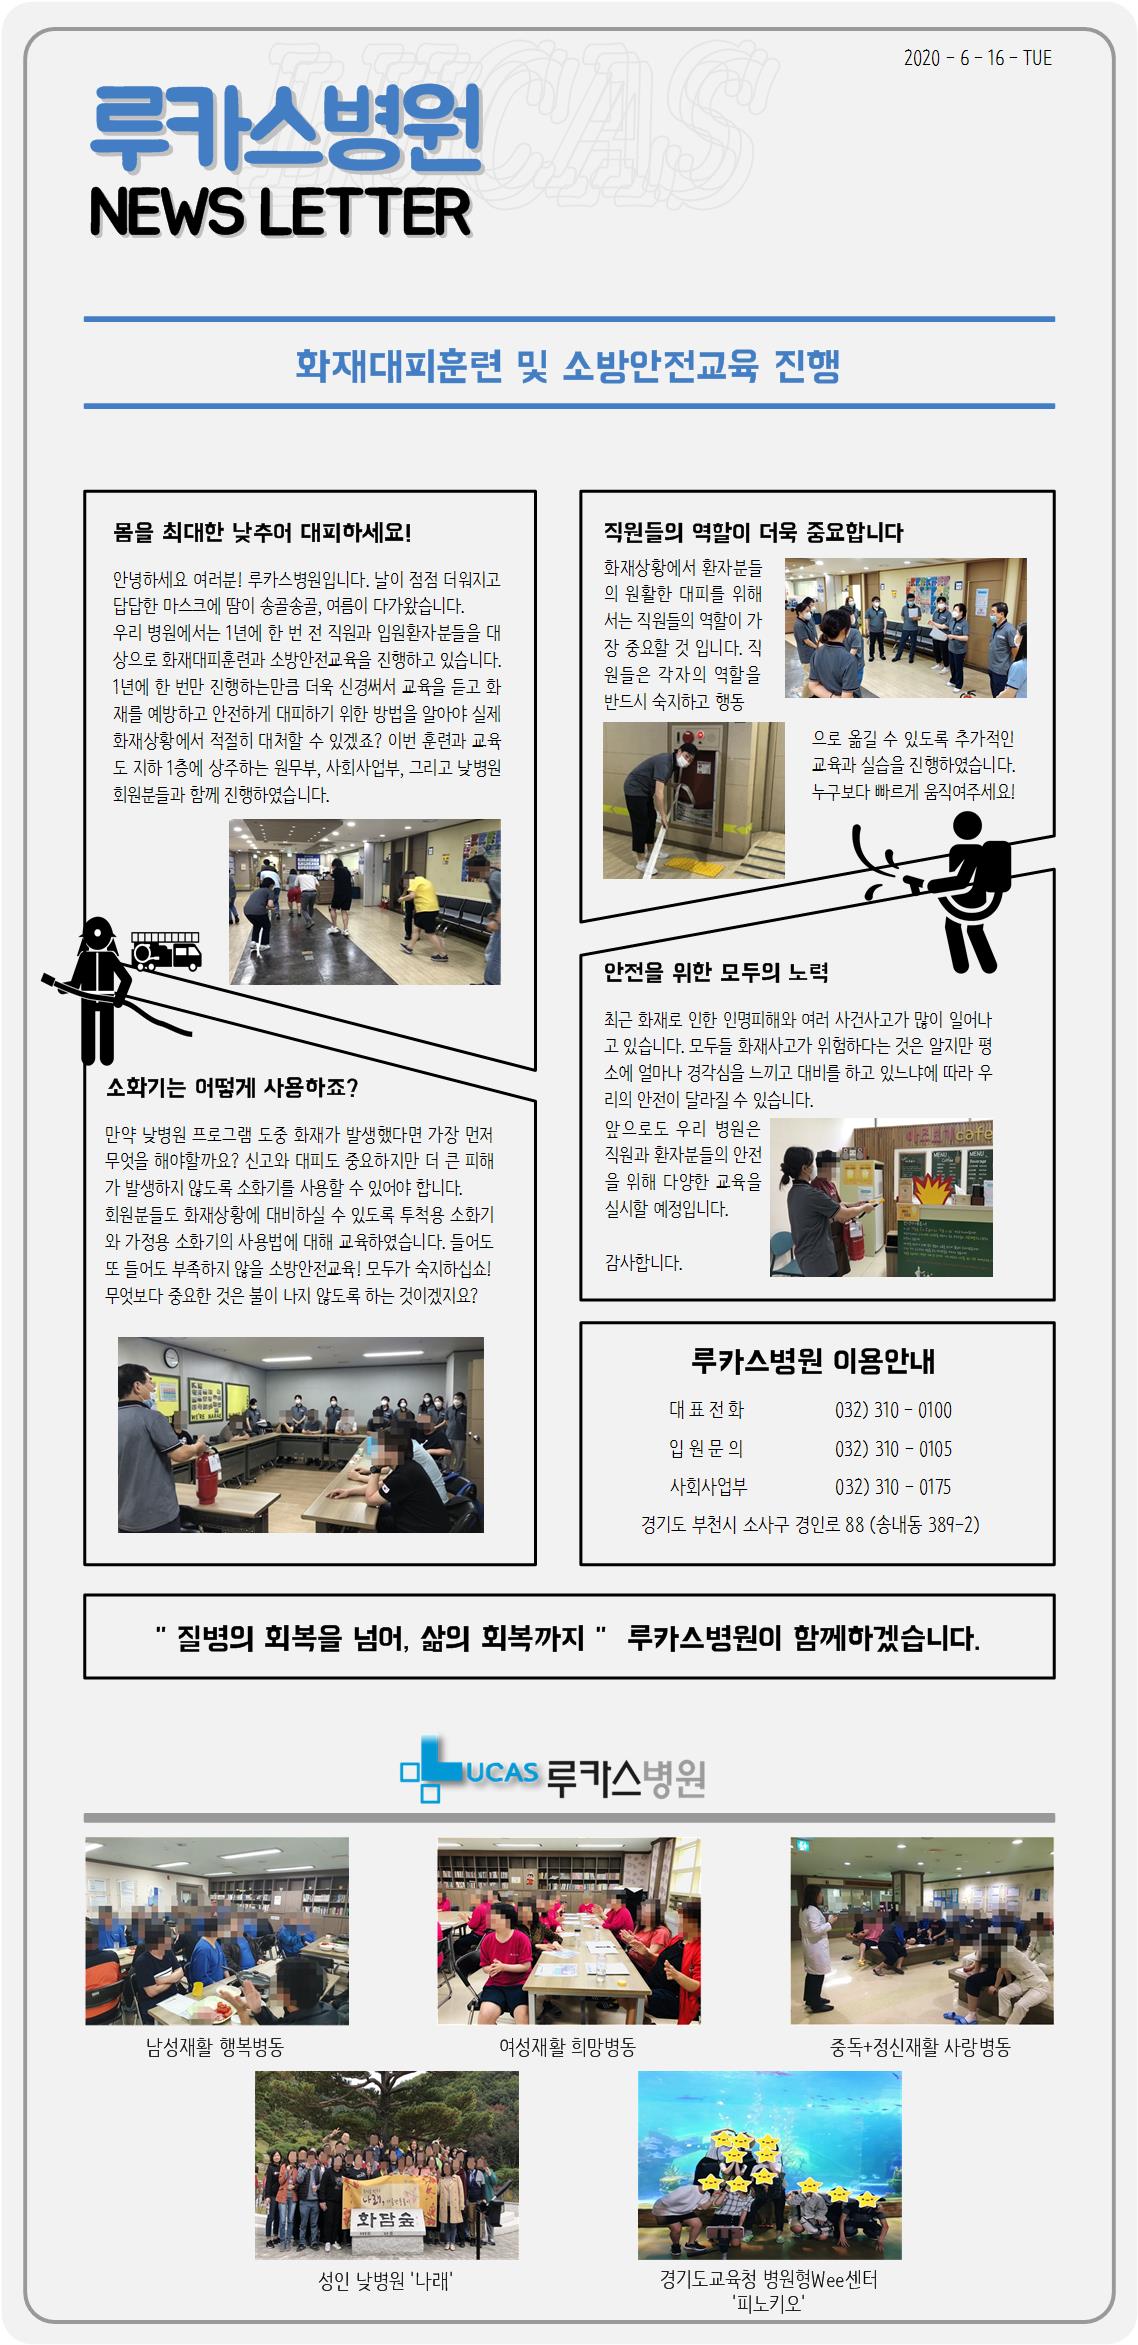 2020 - 6 - 16 - TUE
LUCAS
루카스병원
NEWS LETTER
화재대피훈련 및 소방안전교육 진행
몸을 최대한 낮추어 대피하세요!
안녕하세요 여러분! 루카스병원입니다. 날이 점점 더워지고
답답한 마스크에 땀이 송골송골, 여름이 다가왔습니다.
우리 병원에서는 1년에 한 번 전 직원과 입원환자분들을 대
상으로 화재대피훈련과 소방안전교육을 진행하고 있습니다.
1년에 한 번만 진행하는만큼 더욱 신경써서 교육을 듣고 화
재를 예방하고 안전하게 대피하기 위한 방법을 알아야 실제
화재상황에서 적절히 대처할 수 있겠죠? 이번 훈련과 교육
도 지하 1층에 상주하는 원무부, 사회사업부, 그리고 낮병원
회원분들과 함께 진행하였습니다.
소화기는 어떻게 사용하죠?
만약 낮병원 프로그램 도중 화재가 발생했다면 가장 먼저
무엇을 해야할까요? 신고와 대피도 중요하지만 더 큰 피해
가 발생하지 않도록 소화기를 사용할 수 있어야 합니다.
회원분들도 화재상황에 대비하실 수 있도록 투척용 소화기
와 가정용 소화기의 사용법에 대해 교육하였습니다. 들어도
또 들어도 부족하지 않을 소방안전교육! 모두가 숙지하십쇼!
무엇보다 중요한 것은 불이 나지 않도록 하는 것이겠지요?
WE'RE NARAE
직원들의 역할이 더욱 중요합니다
화재상황에서 환자분들
의 원활한 대피를 위해
서는 직원들의 역할이 가
장 중요할 것 입니다. 직
원들은 각자의 역할을
반드시 숙지하고 행동
으로 옮길 수 있도록 추가적인
교육과 실습을 진행하였습니다.
누구보다 빠르게 움직여주세요!
안전을 위한 모두의 노력
최근 화재로 인한 인명피해와 여러 사건사고가 많이 일어나
고 있습니다. 모두들 화재사고가 위험하다는 것은 알지만 평
소에 얼마나 경각심을 느끼고 대비를 하고 있느냐에 따라 우
리의 안전이 달라질 수 있습니다.
앞으로도 우리 병원은
직원과 환자분들의 안전
을 위해 다양한 교육을
실시할 예정입니다.
감사합니다.
cafe
MENU
Coffee
MENU
Beverage
루카스병원 이용안내
대표전화 032) 310 - 0100
입원문의 032) 310 - 0105
사회사업부 032) 310 - 0175
경기도 부천시 소사구 경인로 88 (송내동 389-2)
" 질병의 회복을 넘어, 삶의 회복까지 " 루카스병원이 함께하겠습니다.
LUCAS 루카스병원
남성재활 행복병동
여성재활 희망병동
중독+정신재활 사랑병동
나래,
화담숲
성인 낮병원 '나래'
경기도교육청 병원형Wee센터
'피노키오'